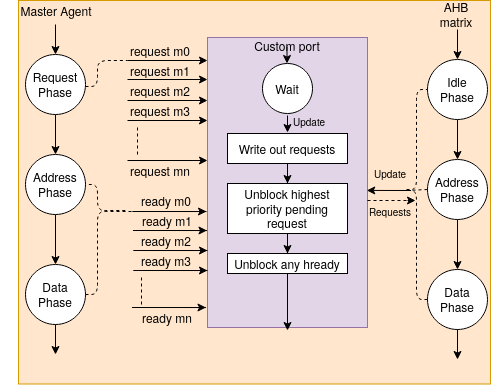 Master Agent
AHB
matrix
Custom port
request m0
request m1
request m2
request m3
request mn
Request
Phase
Wait
Idle
Phase
Update
Write out requests
Address
Phase
Unblock highest
priority pending
request
Update
Requests
Address
Phase
ready m0
ready m1
ready m2
ready m3
ready mn
Unblock any hready
Data
Phase
Data
Phase